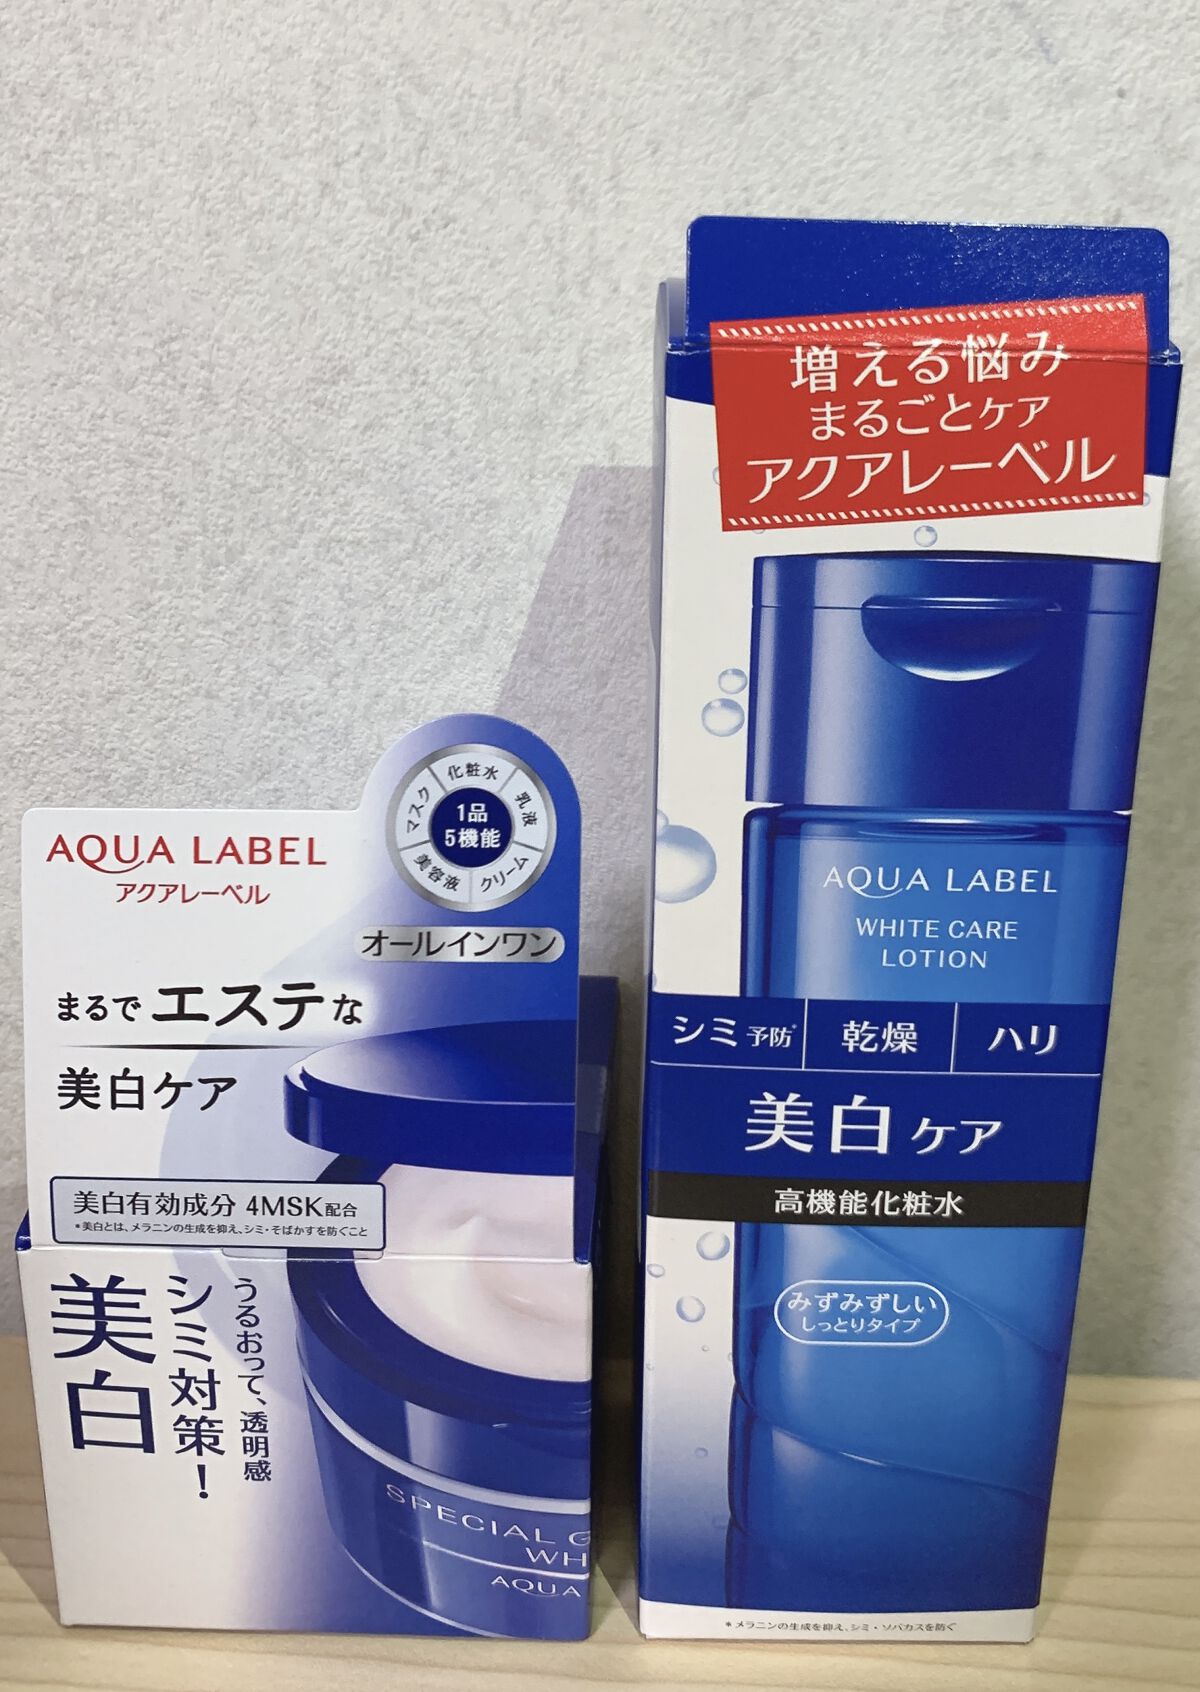 AQUA LABEL
アクアレーベル
化粧水
乳液
クリーム
美容液
マスク
1品
5機能
オールインワン
まるでエステな
美白ケア
美白有効成分 4MSK配合
*美白とは、メラニンの生成を抑え、シミ・そばかすを防ぐこと
うるおって、透明感
シミ対策！
美白
SPECIAL G
WH
AQUA
増える悩み
まるごとケア
アクアレーベル
AQUA LABEL
WHITE CARE
LOTION
シミ予防* 乾燥 ハリ
美白ケア
高機能化粧水
みずみずしい
しっとりタイプ
*メラニンの生成を抑え、シミ・ソバカスを防ぐ